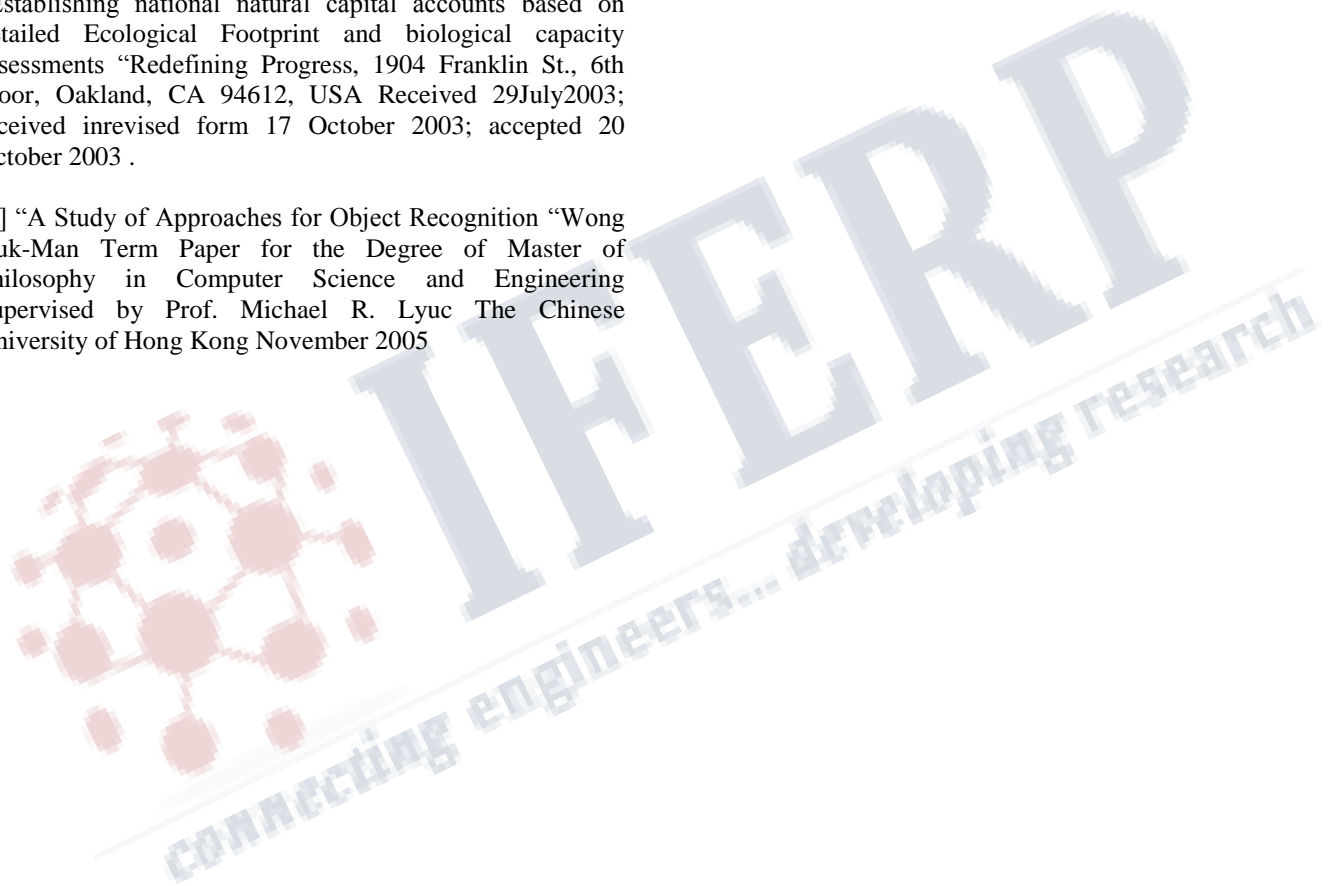 Establishing national natural capital accounts based on
tailed Ecological Footprint and biological capacity
sessments “Redefining Progress, 1904 Franklin St., 6th
oor, Oakland, CA 94612, USA Received 29July2003;
ceived inrevised form 17 October 2003; accepted 20
ctober 2003 .
] “A Study of Approaches for Object Recognition “Wong
uk-Man Term Paper for the Degree of Master of
hilosophy in Computer Science and Engineering
upervised by Prof. Michael R. Lyuc The Chinese
niversity of Hong Kong November 2005
IFERP
connecting engineers... developing research